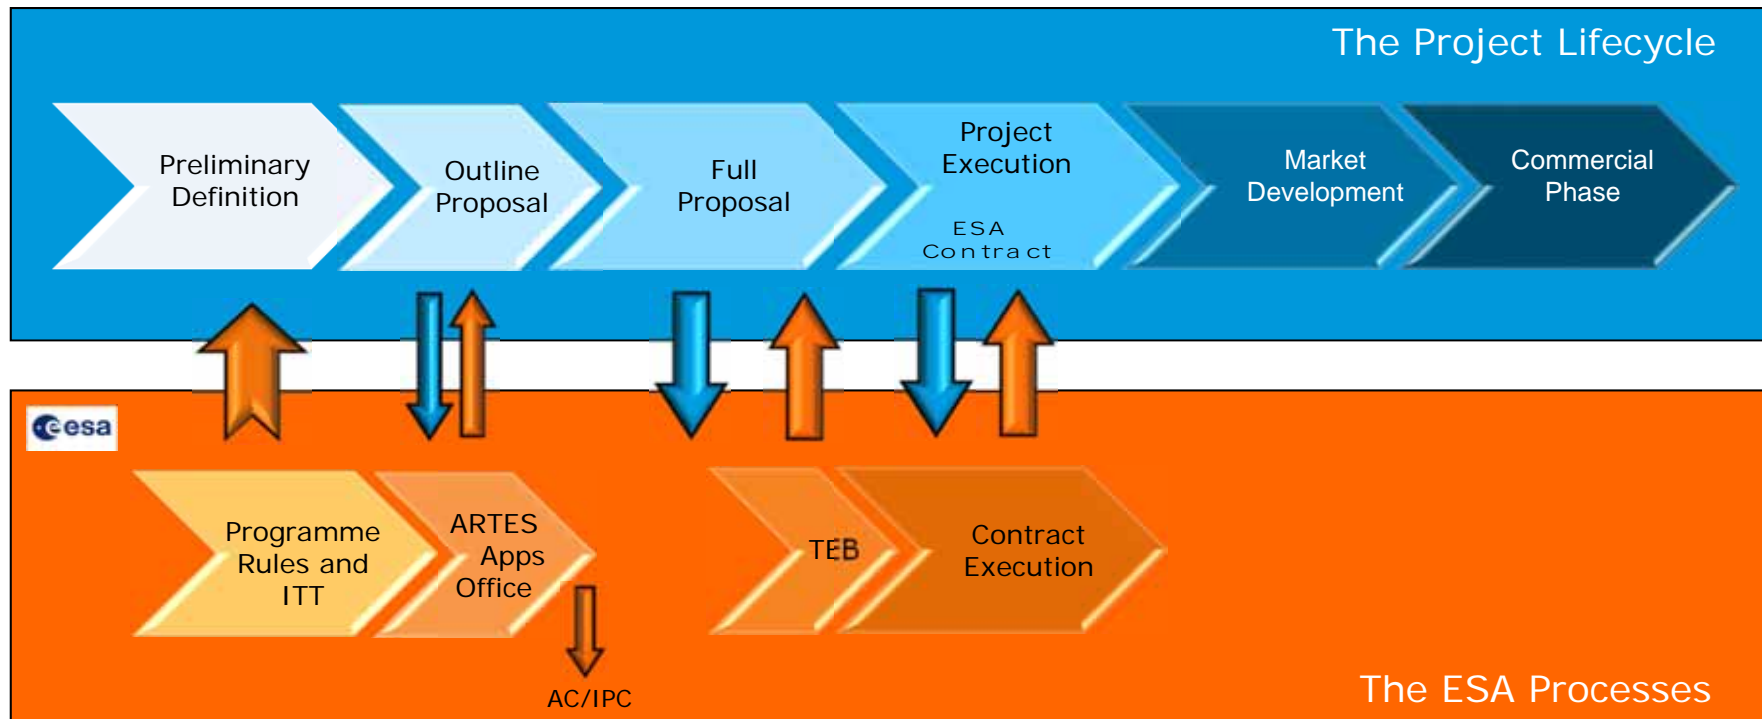 The Project Lifecycle
Preliminary
Definition
Outline
Proposal
Full
Proposal
Project
Execution
ESA
Contract
Market
Development
Commercial
Phase
esa
Programme
Rules and
ITT
ARTES
Apps
Office
TEB
Contract
Execution
AC/IPC
The ESA Processes